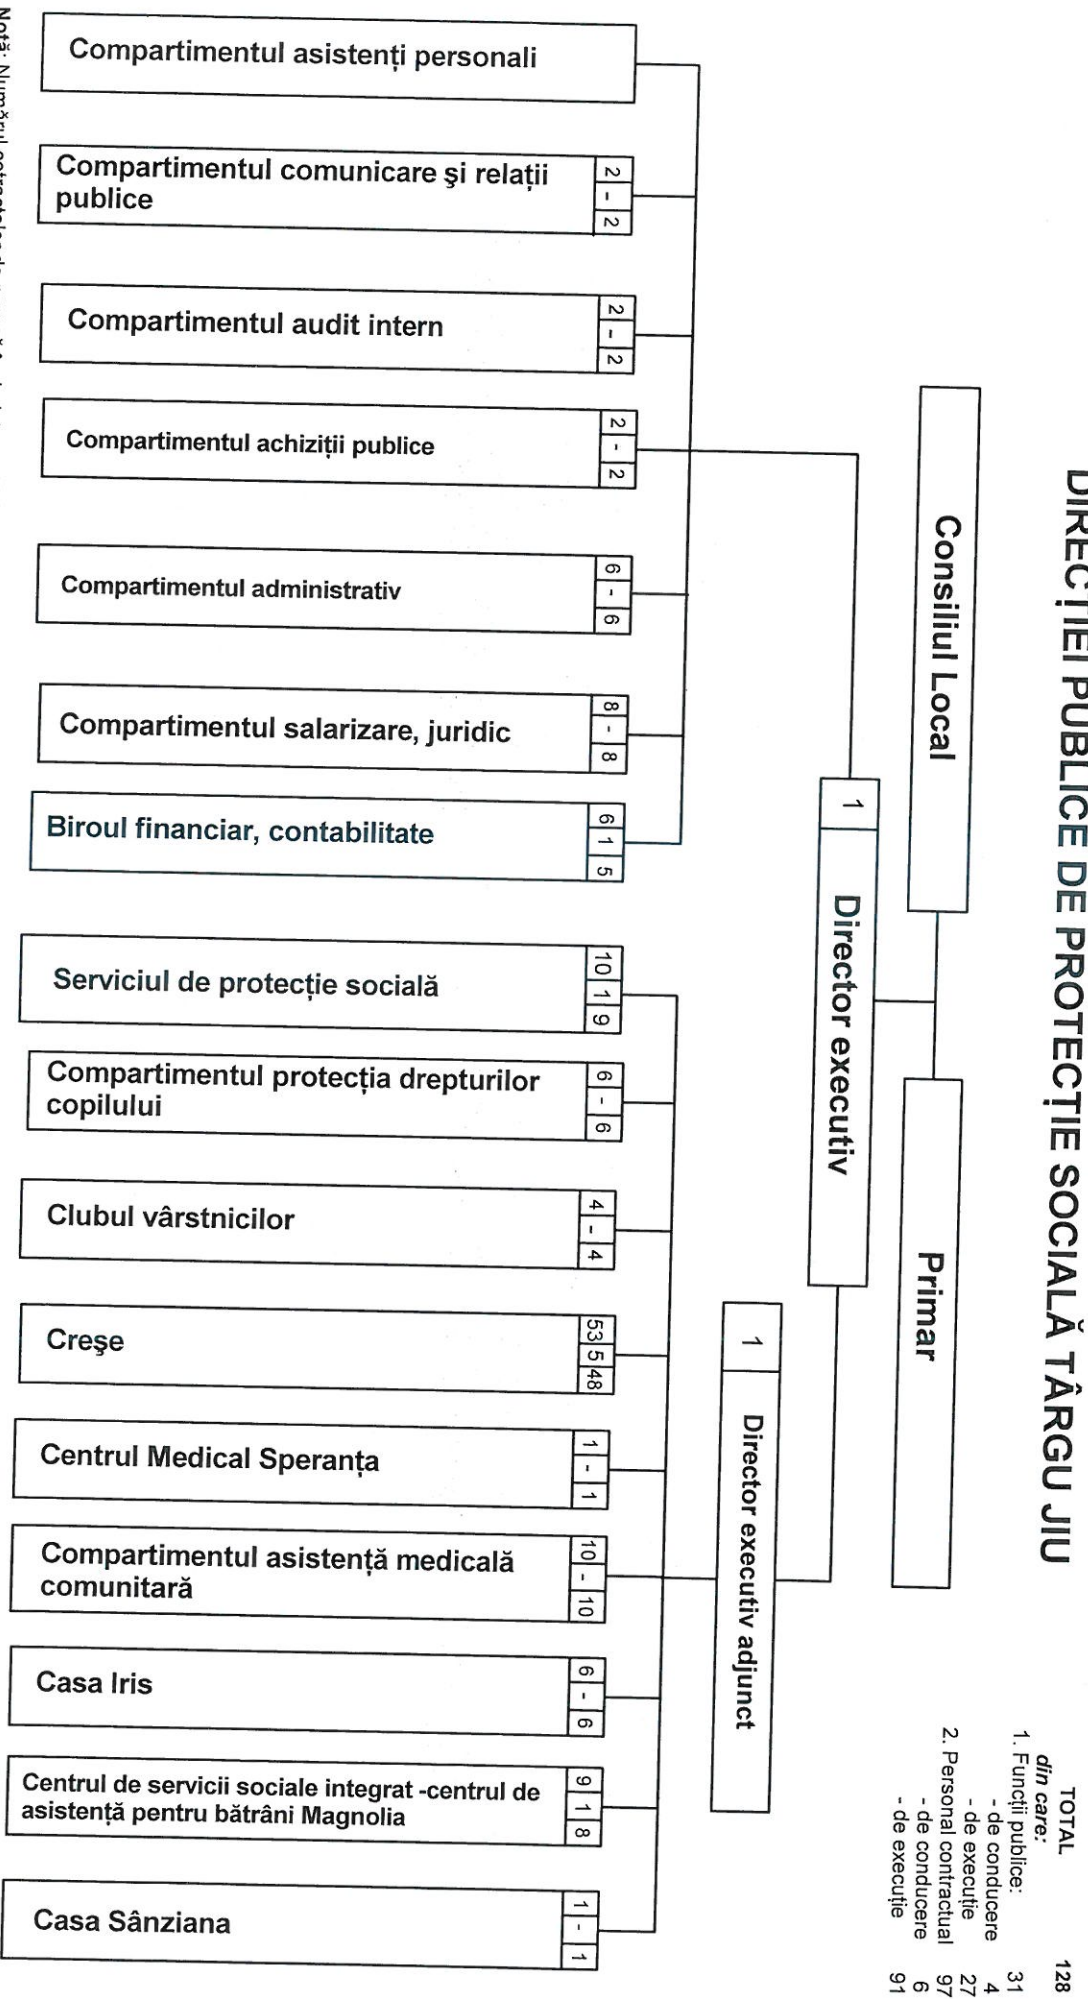 DIRECȚIEI PUBLICE DE PROTECȚIE SOCIALĂ TÂRGU JIU
TOTAL 128
din care:
1. Funcții publice: 31
- de conducere 4
- de execuție 27
2. Personal contractual 97
- de conducere 6
- de execuție 91
Consiliul Local
Primar
1 Director executiv
1 Director executiv adjunct
Compartimentul asistenți personali
Compartimentul comunicare şi relații
publice
2 - 2
Compartimentul audit intern
2 - 2
Compartimentul achiziții publice
2 - 2
Compartimentul administrativ
6 - 6
Compartimentul salarizare, juridic
8 - 8
Biroul financiar, contabilitate
6 1 5
Serviciul de protecție socială
10 1 9
Compartimentul protecția drepturilor
copilului
6 - 6
Clubul vârstnicilor
4 - 4
Creşe
53 5 48
Centrul Medical Speranța
1 - 1
Compartimentul asistență medicală
comunitară
10 - 10
Casa Iris
6 - 6
Centrul de servicii sociale integrat -centrul de
asistență pentru bătrâni Magnolia
9 1 8
Casa Sânziana
1 - 1
Notă: Numărul